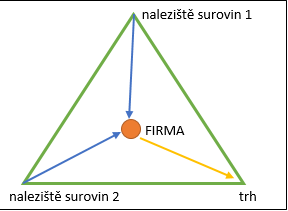 naleziště surovin 1
FIRMA
naleziště surovin 2
trh